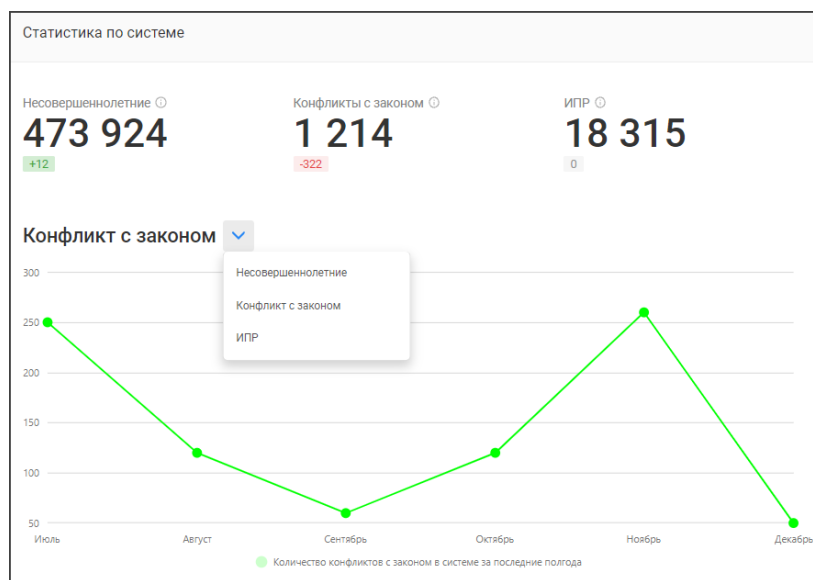 Статистика по системе
Несовершеннолетние Конфликты с законом ИПР
473 924 1 214 18 315
+12 -322 0
Конфликт с законом
Несовершеннолетние
Конфликт с законом
ИПР
300
250
200
150
100
50
Июль Август Сентябрь Октябрь Ноябрь Декабрь
Количество конфликтов с законом в системе за последние полгода